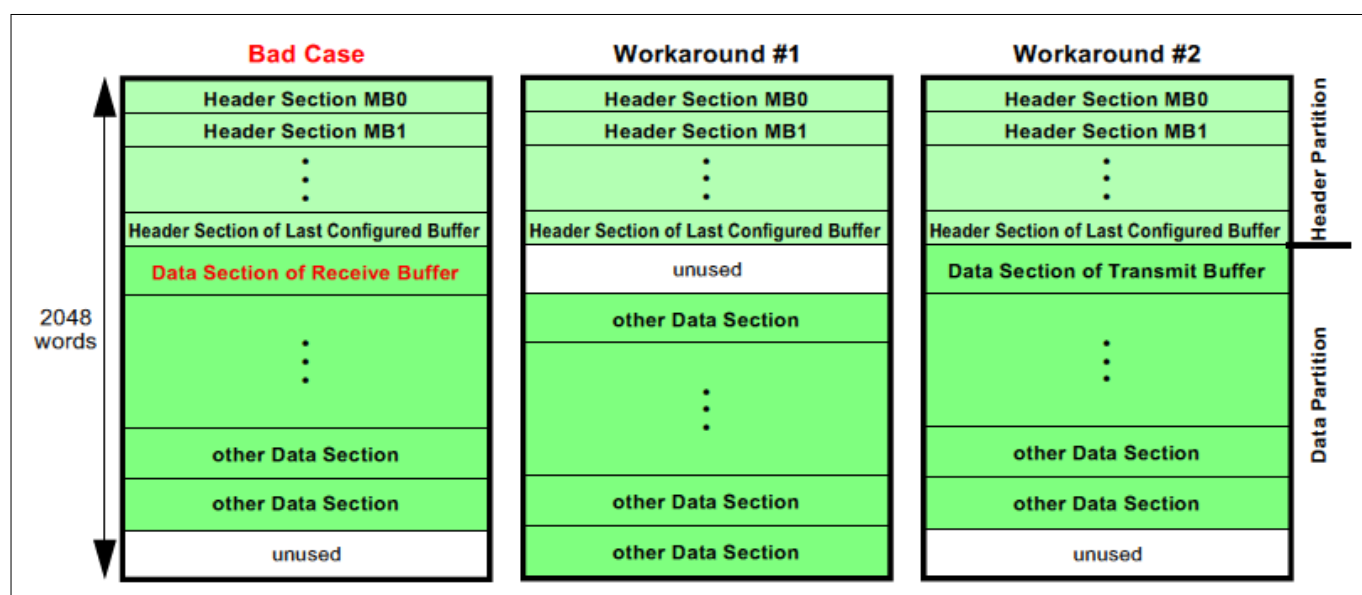 Bad Case
Header Section MB0
Header Section MB1
Header Section of Last Configured Buffer
Data Section of Receive Buffer
other Data Section
other Data Section
unused
2048
words
Workaround #1
Header Section MB0
Header Section MB1
Header Section of Last Configured Buffer
unused
other Data Section
other Data Section
other Data Section
Workaround #2
Header Section MB0
Header Section MB1
Header Section of Last Configured Buffer
Data Section of Transmit Buffer
other Data Section
other Data Section
unused
Header Partition
Data Partition